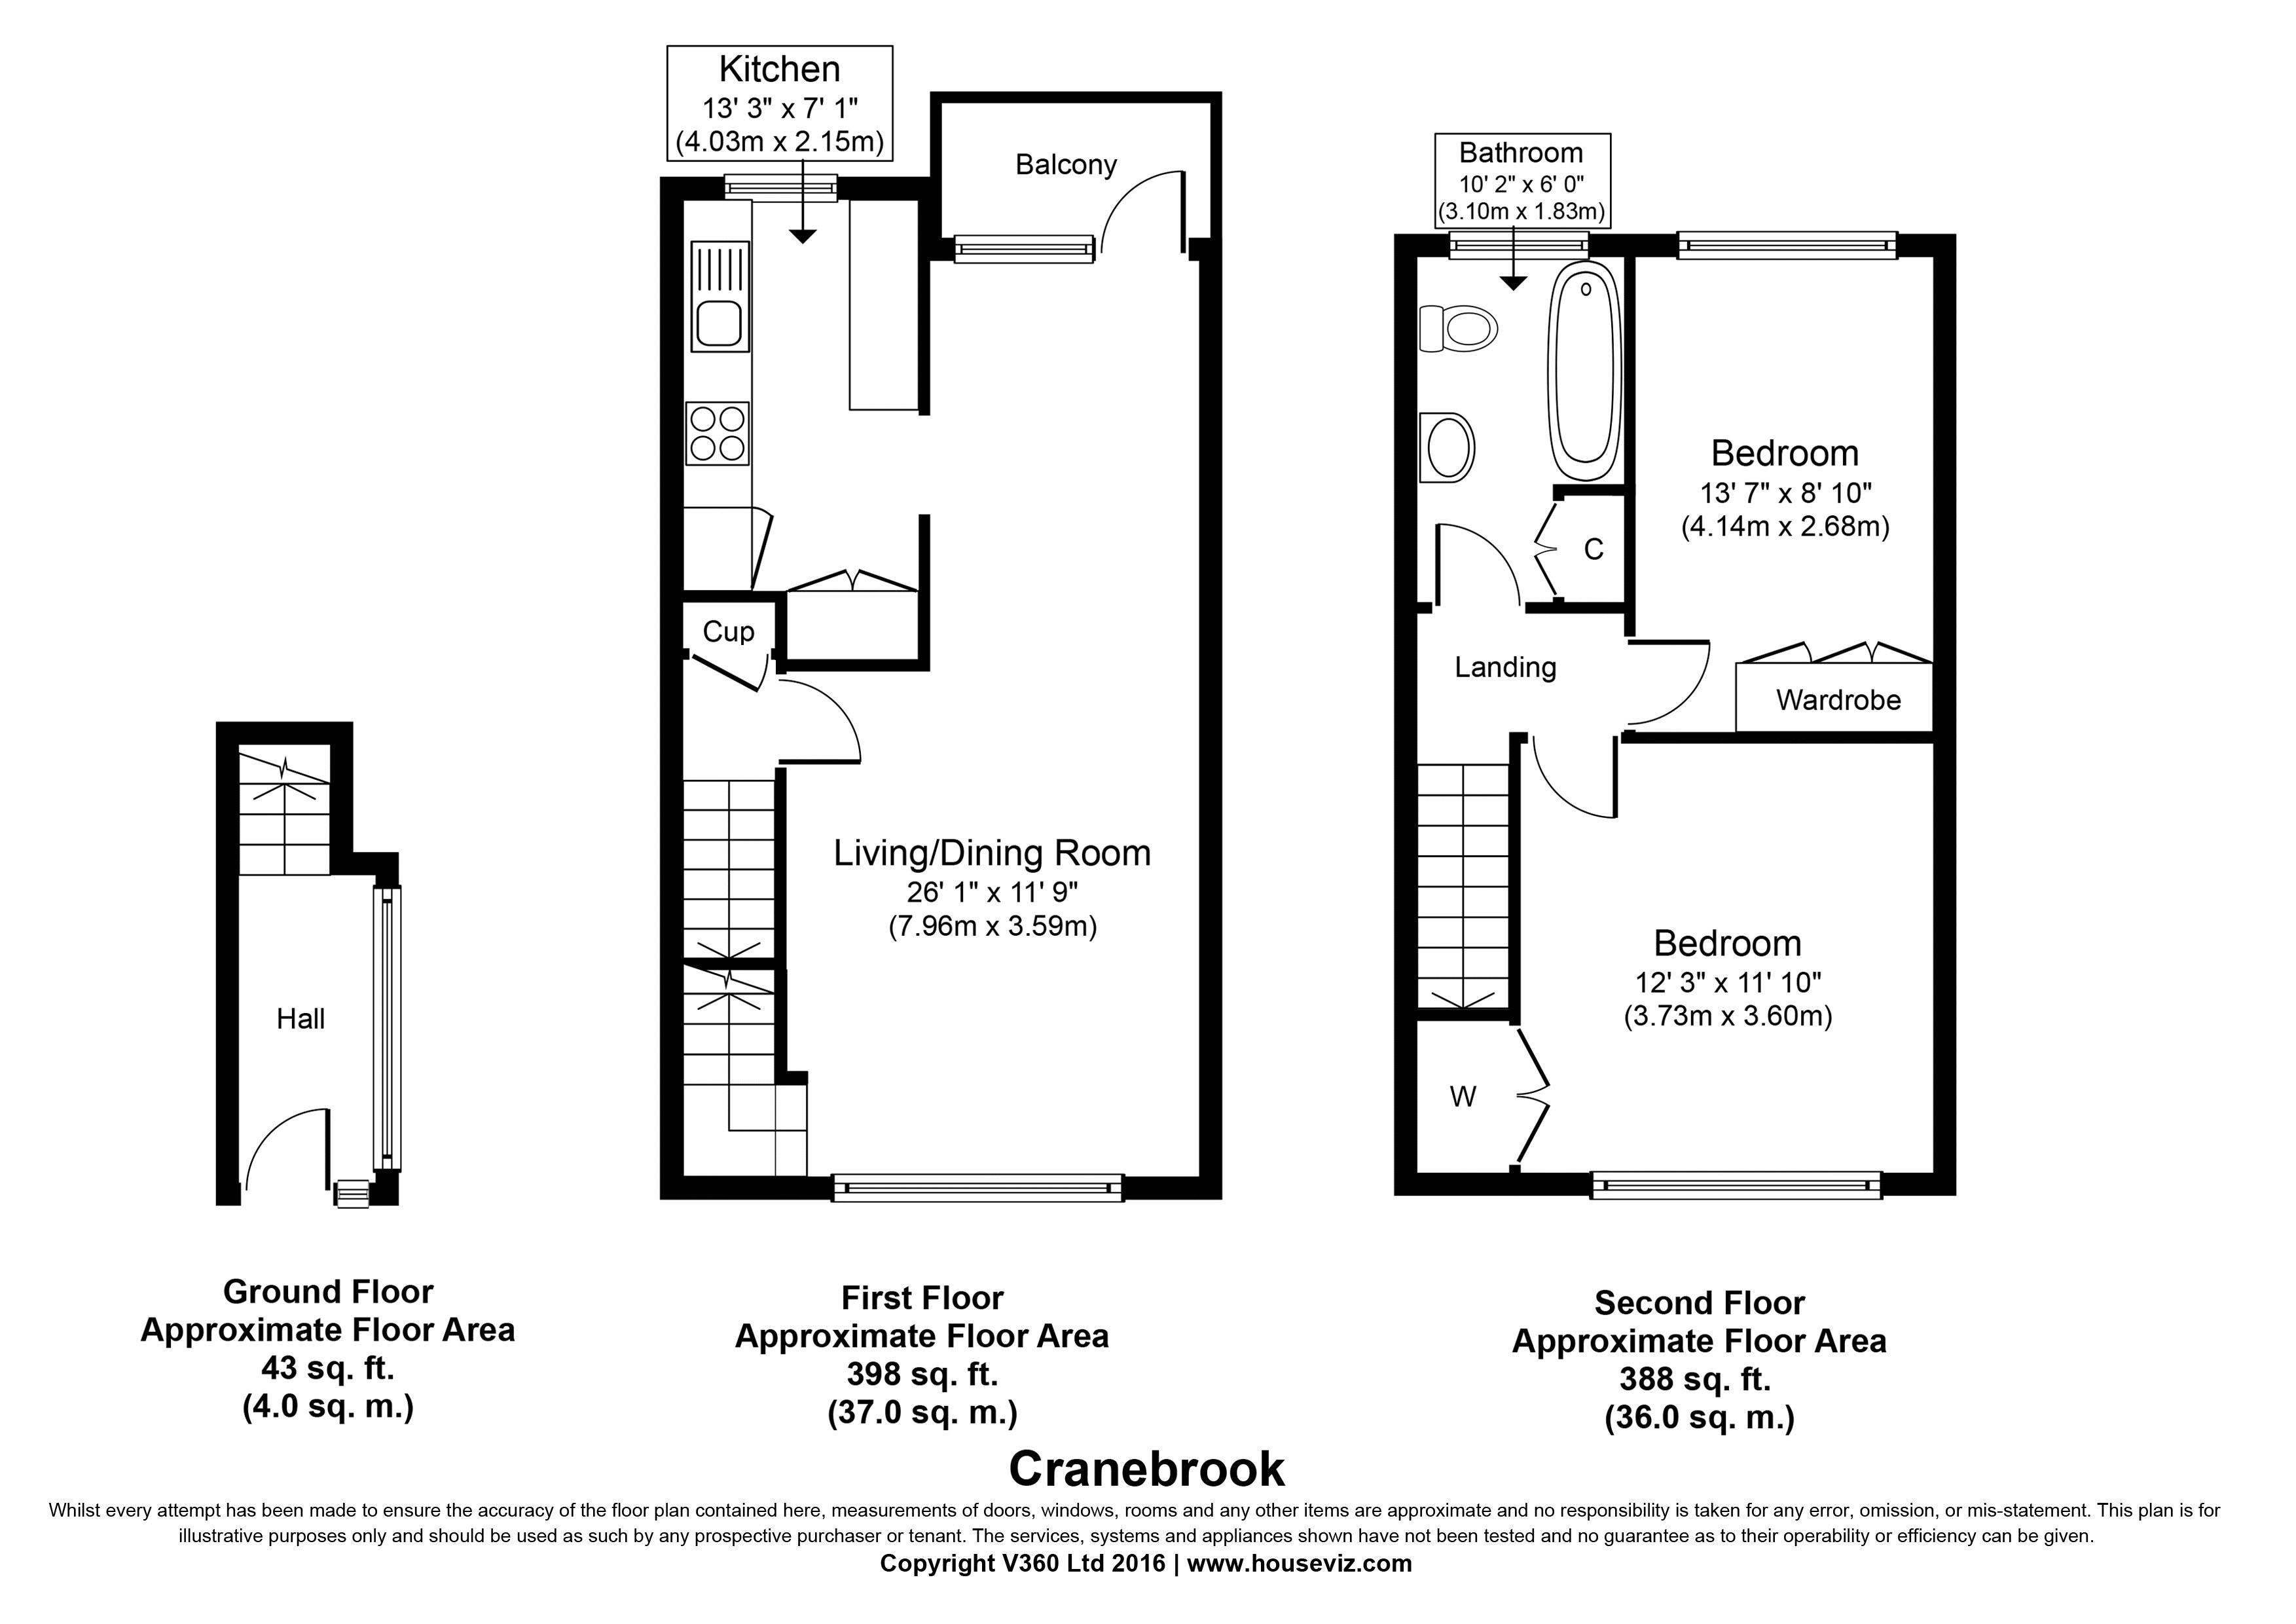 Kitchen
13' 3" x 7' 1"
(4.03m x 2.15m)
Balcony
Cup
Living/Dining Room
26' 1" x 11' 9"
(7.96m x 3.59m)
Bathroom
10' 2" x 6' 0"
(3.10m x 1.83m)
Bedroom
13' 7" x 8' 10"
(4.14m x 2.68m)
C
Landing
Wardrobe
Bedroom
12' 3" x 11' 10"
(3.73m x 3.60m)
W
Hall
Ground Floor
Approximate Floor Area
43 sq. ft.
(4.0 sq. m.)
First Floor
Approximate Floor Area
398 sq. ft.
(37.0 sq. m.)
Second Floor
Approximate Floor Area
388 sq. ft.
(36.0 sq. m.)
Cranebrook
Whilst every attempt has been made to ensure the accuracy of the floor plan contained here, measurements of doors, windows, rooms and any other items are approximate and no responsibility is taken for any error, omission, or mis-statement. This plan is for
illustrative purposes only and should be used as such by any prospective purchaser or tenant. The services, systems and appliances shown have not been tested and no guarantee as to their operability or efficiency can be given.
Copyright V360 Ltd 2016 | www.houseviz.com